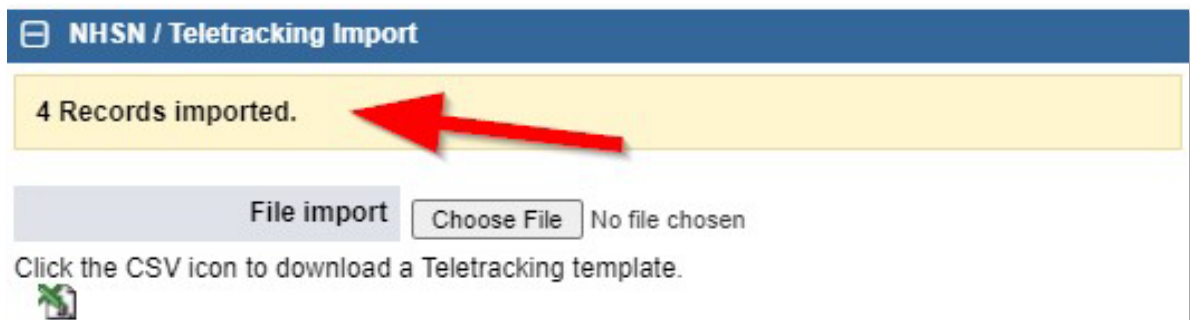 NHSN / Teletracking Import
4 Records imported.
File import Choose File No file chosen
Click the CSV icon to download a Teletracking template.